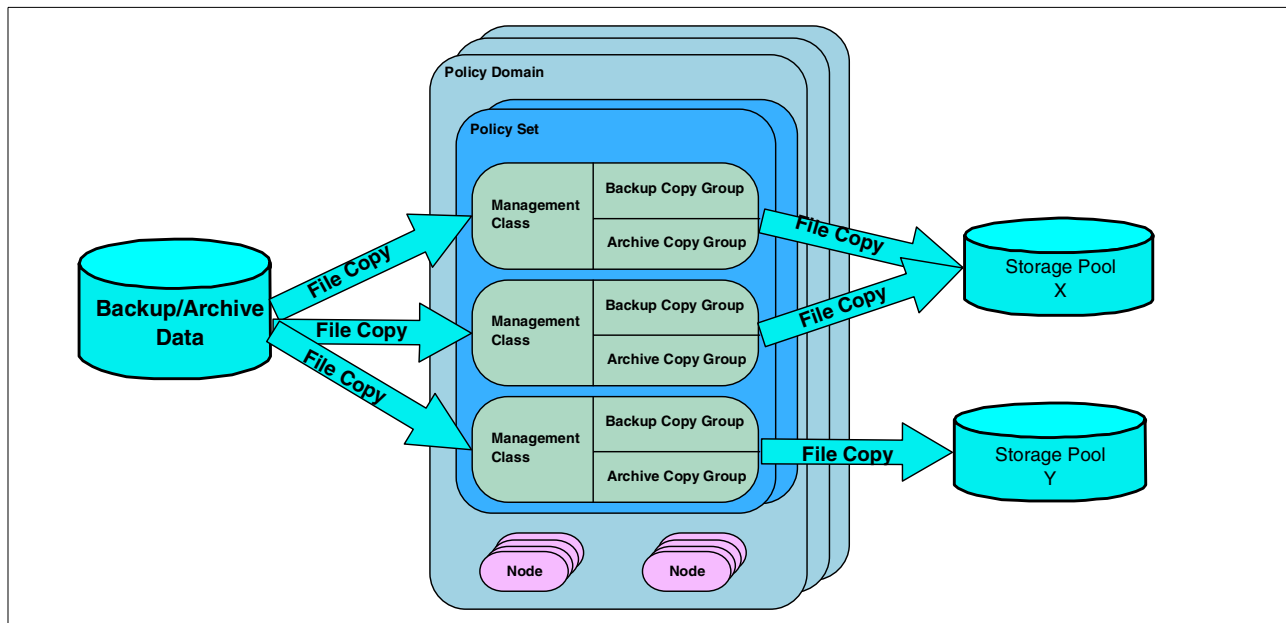 Policy Domain
Policy Set
Management
Class
Backup Copy Group
Archive Copy Group
Management
Class
Backup Copy Group
Archive Copy Group
Management
Class
Backup Copy Group
Archive Copy Group
Backup/Archive
Data
File Copy
File Copy
File Copy
File Copy
File Copy
File Copy
Storage Pool
X
Storage Pool
Y
Node
Node